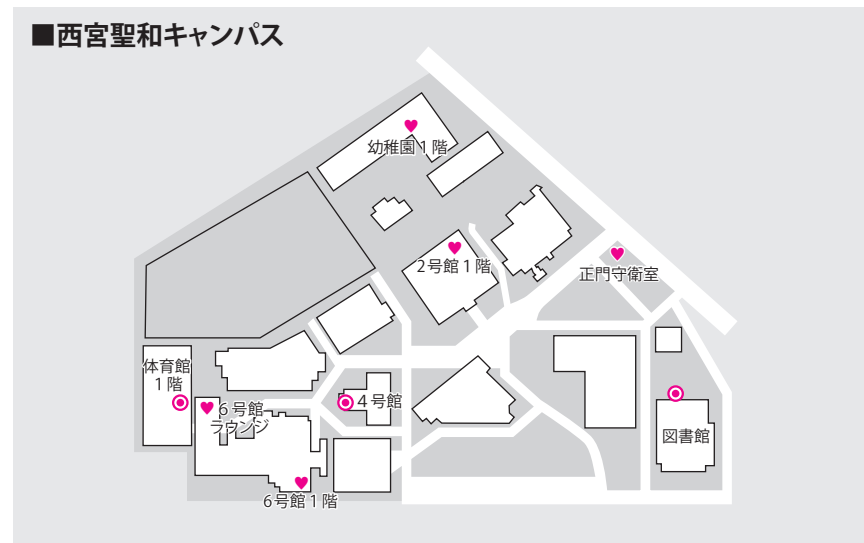 ■西宮聖和キャンパス
幼稚園1階
2号館1階
正門守衛室
体育館
1階
6号館
ラウンジ
4号館
図書館
6号館1階